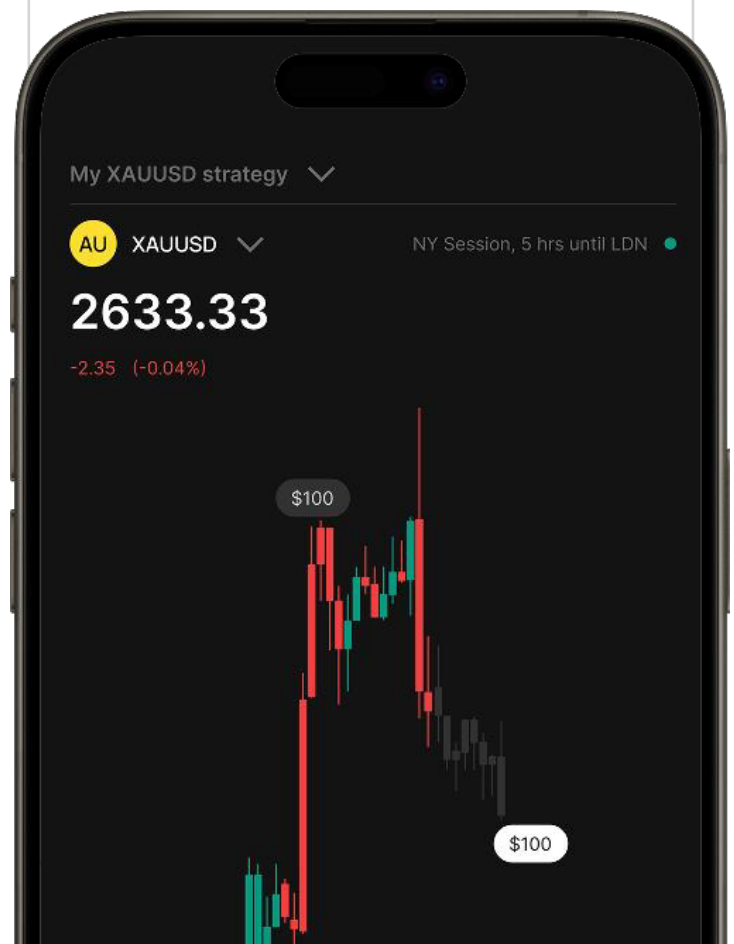 My XAUUSD strategy
AU XAUUSD NY Session, 5 hrs until LDN
2633.33
-2.35 (-0.04%)
$100
$100